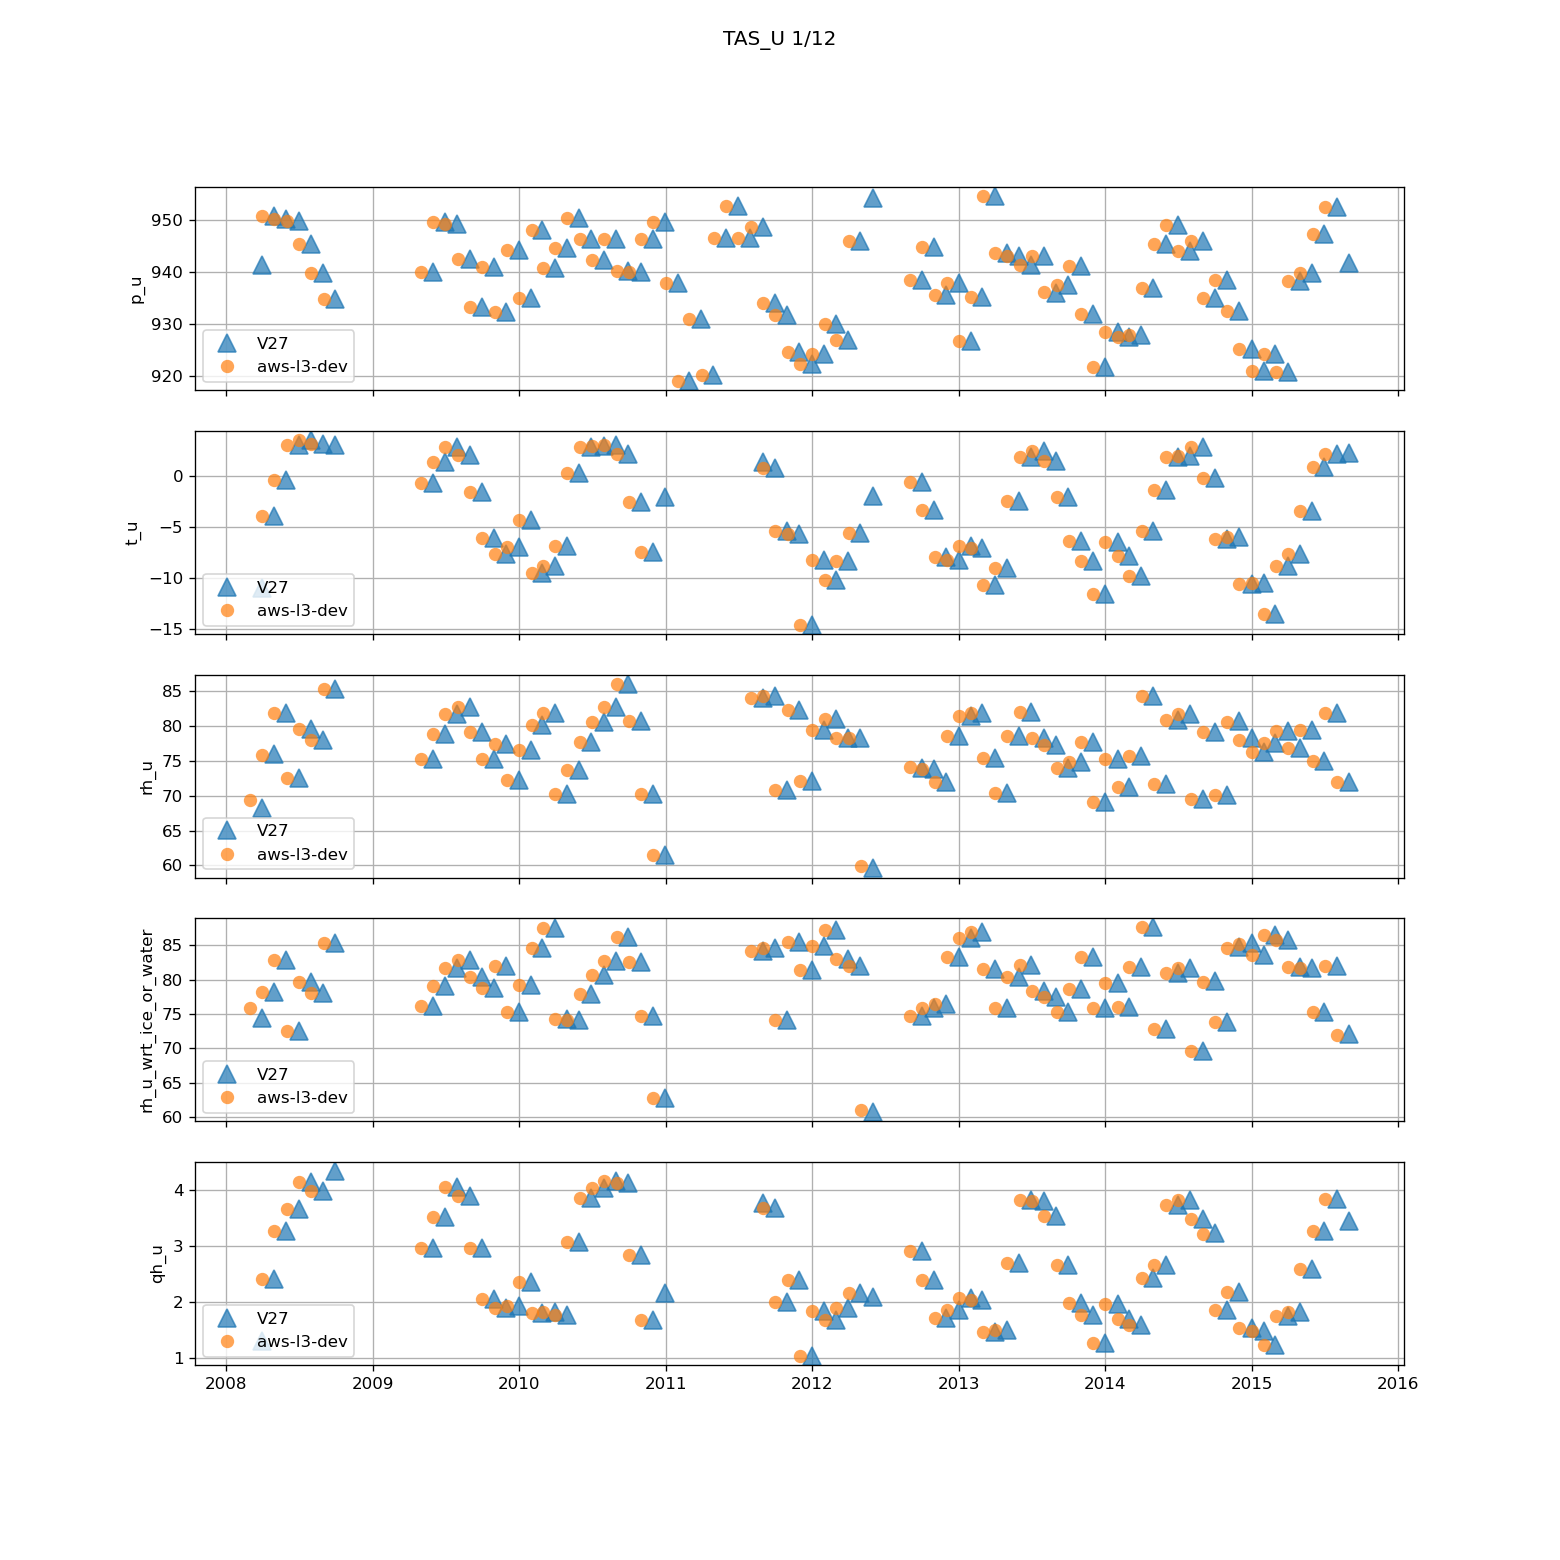 TAS_U 1/12
950
940
930
920
p_u
V27
aws-l3-dev
0
−5
−10
−15
t_u
V27
aws-l3-dev
85
80
75
70
65
60
rh_u
V27
aws-l3-dev
85
80
75
70
65
60
rh_u_wrt_ice_or_water
V27
aws-l3-dev
4
3
2
1
qh_u
V27
aws-l3-dev
2008 2009 2010 2011 2012 2013 2014 2015 2016